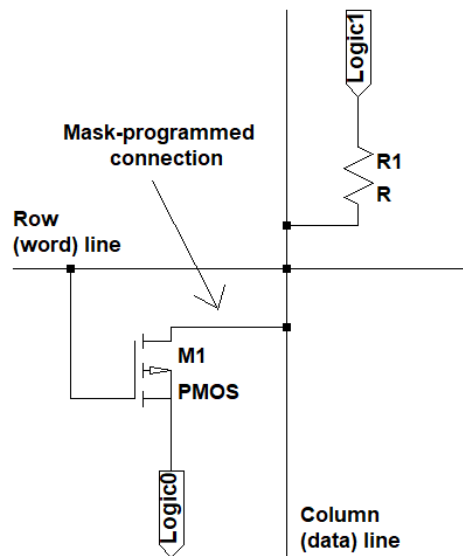 Logic1
Mask-programmed
connection
R1
R
Row
(word) line
M1
PMOS
Logic0
Column
(data) line